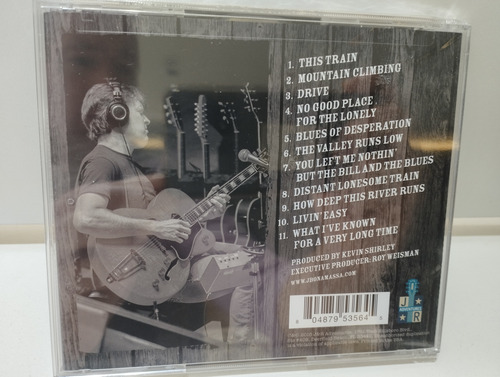 1. THIS TRAIN
2. MOUNTAIN CLIMBING
3. DRIVE
4. NO GOOD PLACE
FOR THE LONELY
5. BLUES OF DESPERATION
6. THE VALLEY RUNS LOW
7. YOU LEFT ME NOTHIN'
BUT THE BILL AND THE BLUES
8. DISTANT LONESOME TRAIN
9. HOW DEEP THIS RIVER RUNS
10. LIVIN' EASY
11. WHAT I'VE KNOWN
FOR A VERY LONG TIME
PRODUCED BY KEVIN SHIRLEY
EXECUTIVE PRODUCER: ROY WEISMAN
WWW.JBONAMASSA.COM
8 04879 53564
J
ADVENTURES
R